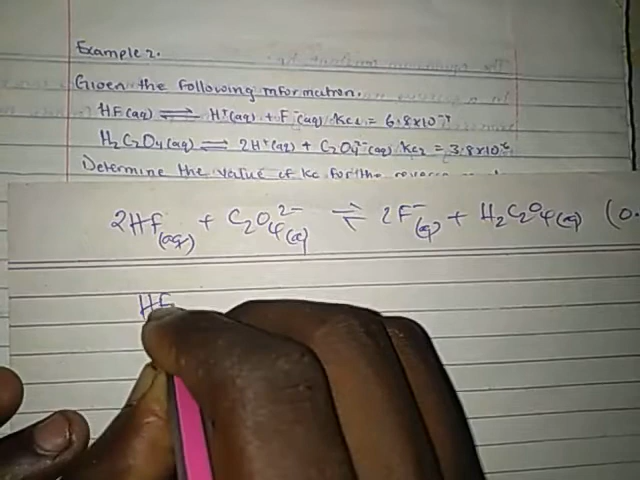 Example 2.
Given the following information.
HF(aq) ⇌ H⁺(aq) + F⁻(aq) Kc₁ = 6.8×10⁻⁴
H₂C₂O₄(aq) ⇌ 2H⁺(aq) + C₂O₄²⁻(aq) Kc₂ = 3.8×10⁻⁶
Determine the value of Kc for the
2HF(aq) + C₂O₄²⁻(aq) ⇌ 2F⁻(aq) + H₂C₂O₄(aq) (0.
HF